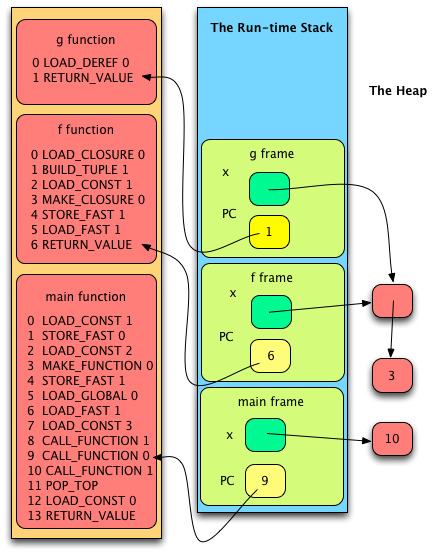 g function
0 LOAD_DEREF 0
1 RETURN_VALUE
f function
0 LOAD_CLOSURE 0
1 BUILD_TUPLE 1
2 LOAD_CONST 1
3 MAKE_CLOSURE 0
4 STORE_FAST 1
5 LOAD_FAST 1
6 RETURN_VALUE
main function
0 LOAD_CONST 1
1 STORE_FAST 0
2 LOAD_CONST 2
3 MAKE_FUNCTION 0
4 STORE_FAST 1
5 LOAD_GLOBAL 0
6 LOAD_FAST 1
7 LOAD_CONST 3
8 CALL_FUNCTION 1
9 CALL_FUNCTION 0
10 CALL_FUNCTION 1
11 POP_TOP
12 LOAD_CONST 0
13 RETURN_VALUE
The Run-time Stack
g frame
x
PC
1
f frame
x
PC
6
main frame
x
PC
9
The Heap
3
10